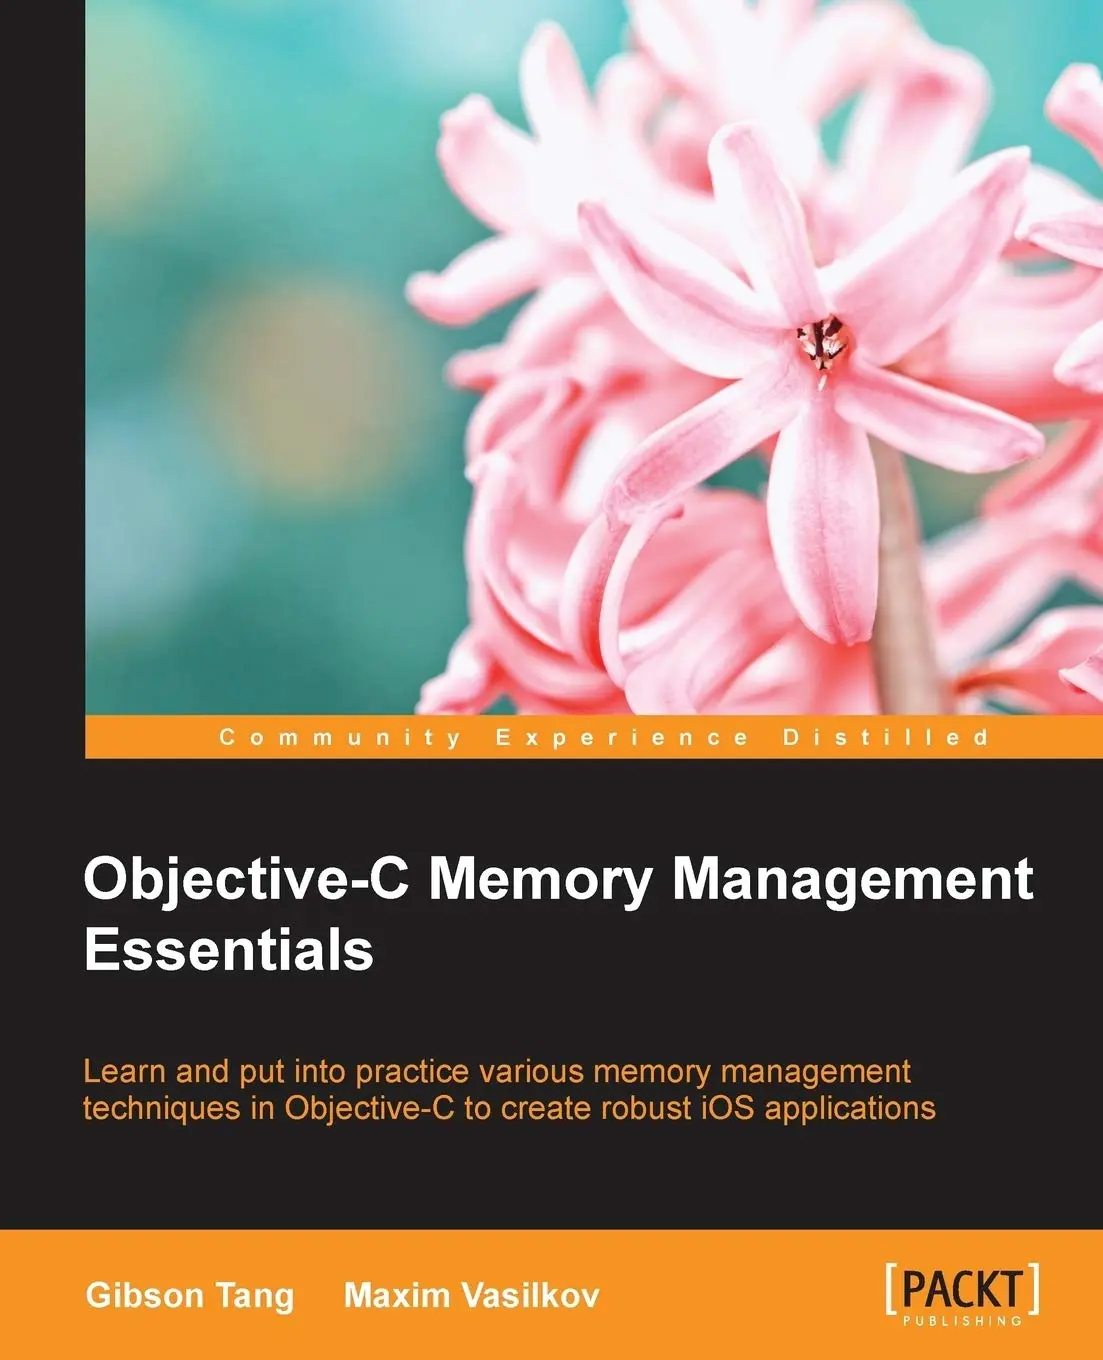 Community Experience Distilled
Objective-C Memory Management
Essentials
Learn and put into practice various memory management
techniques in Objective-C to create robust iOS applications
Gibson Tang Maxim Vasilkov
[PACKT]
PUBLISHING